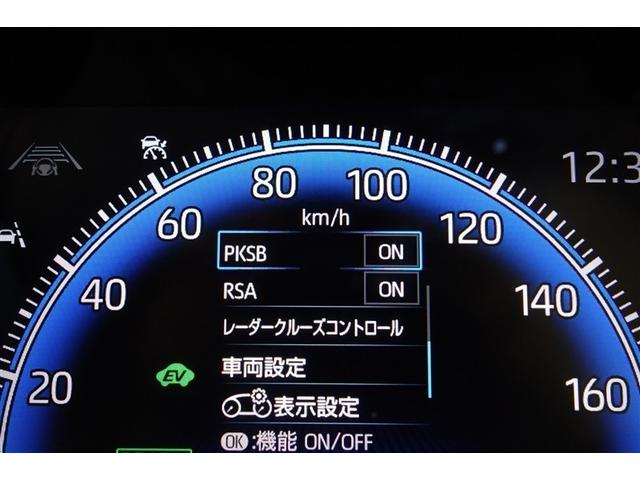 12:3
80
100
60
km/h
120
PKSB ON
40
RSA ON
140
レーダークルーズコントロール
車両設定
20
EV
160
表示設定
OK:機能 ON/OFF